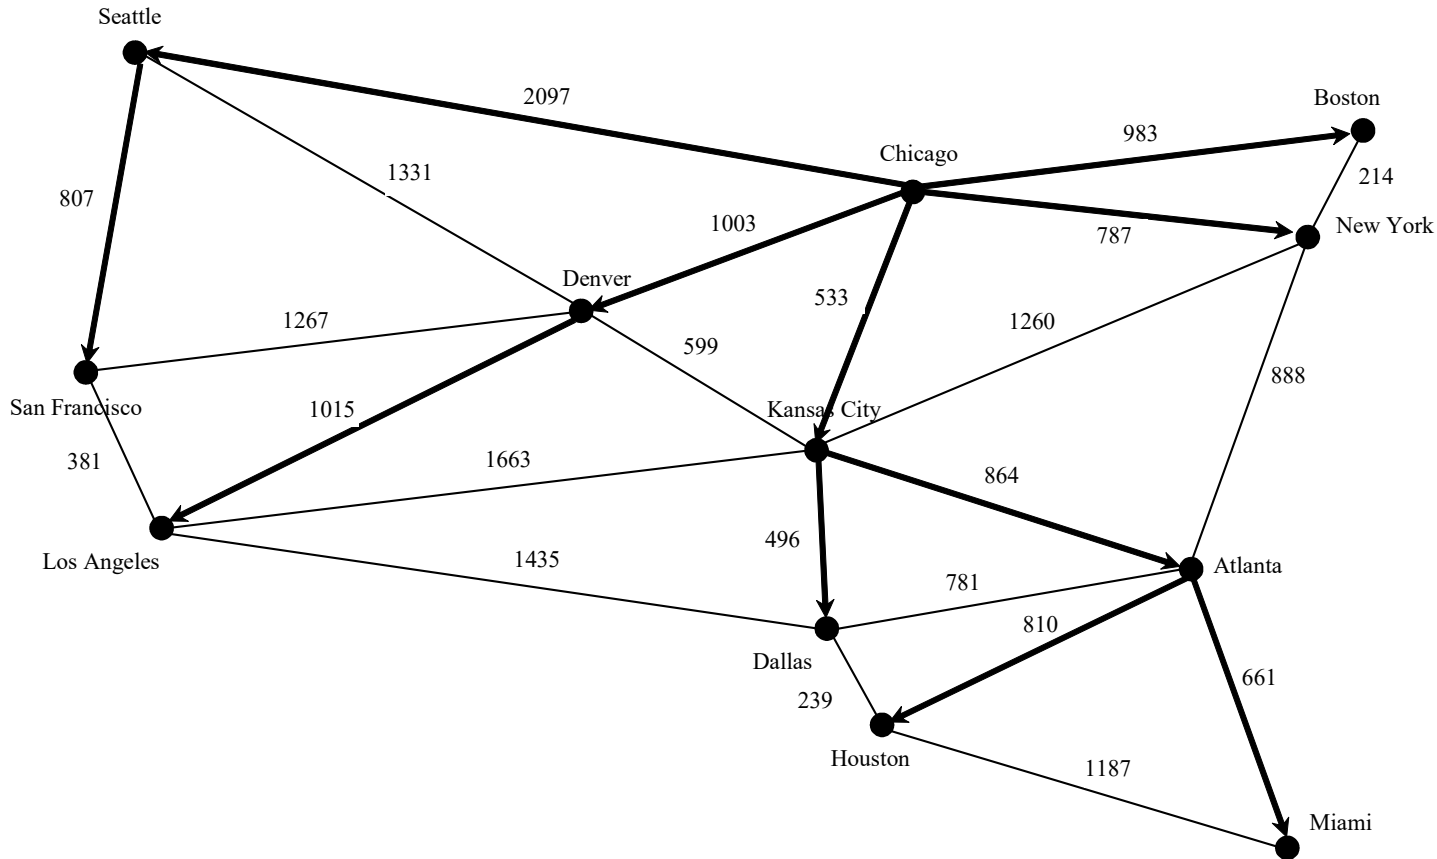 Seattle
2097
Boston
983
Chicago
1331
214
807
1003
New York
787
Denver
533
1267
1260
599
888
San Francisco
1015
Kansas City
381
1663
864
496
1435
Los Angeles
Atlanta
781
810
Dallas
661
239
Houston
1187
Miami